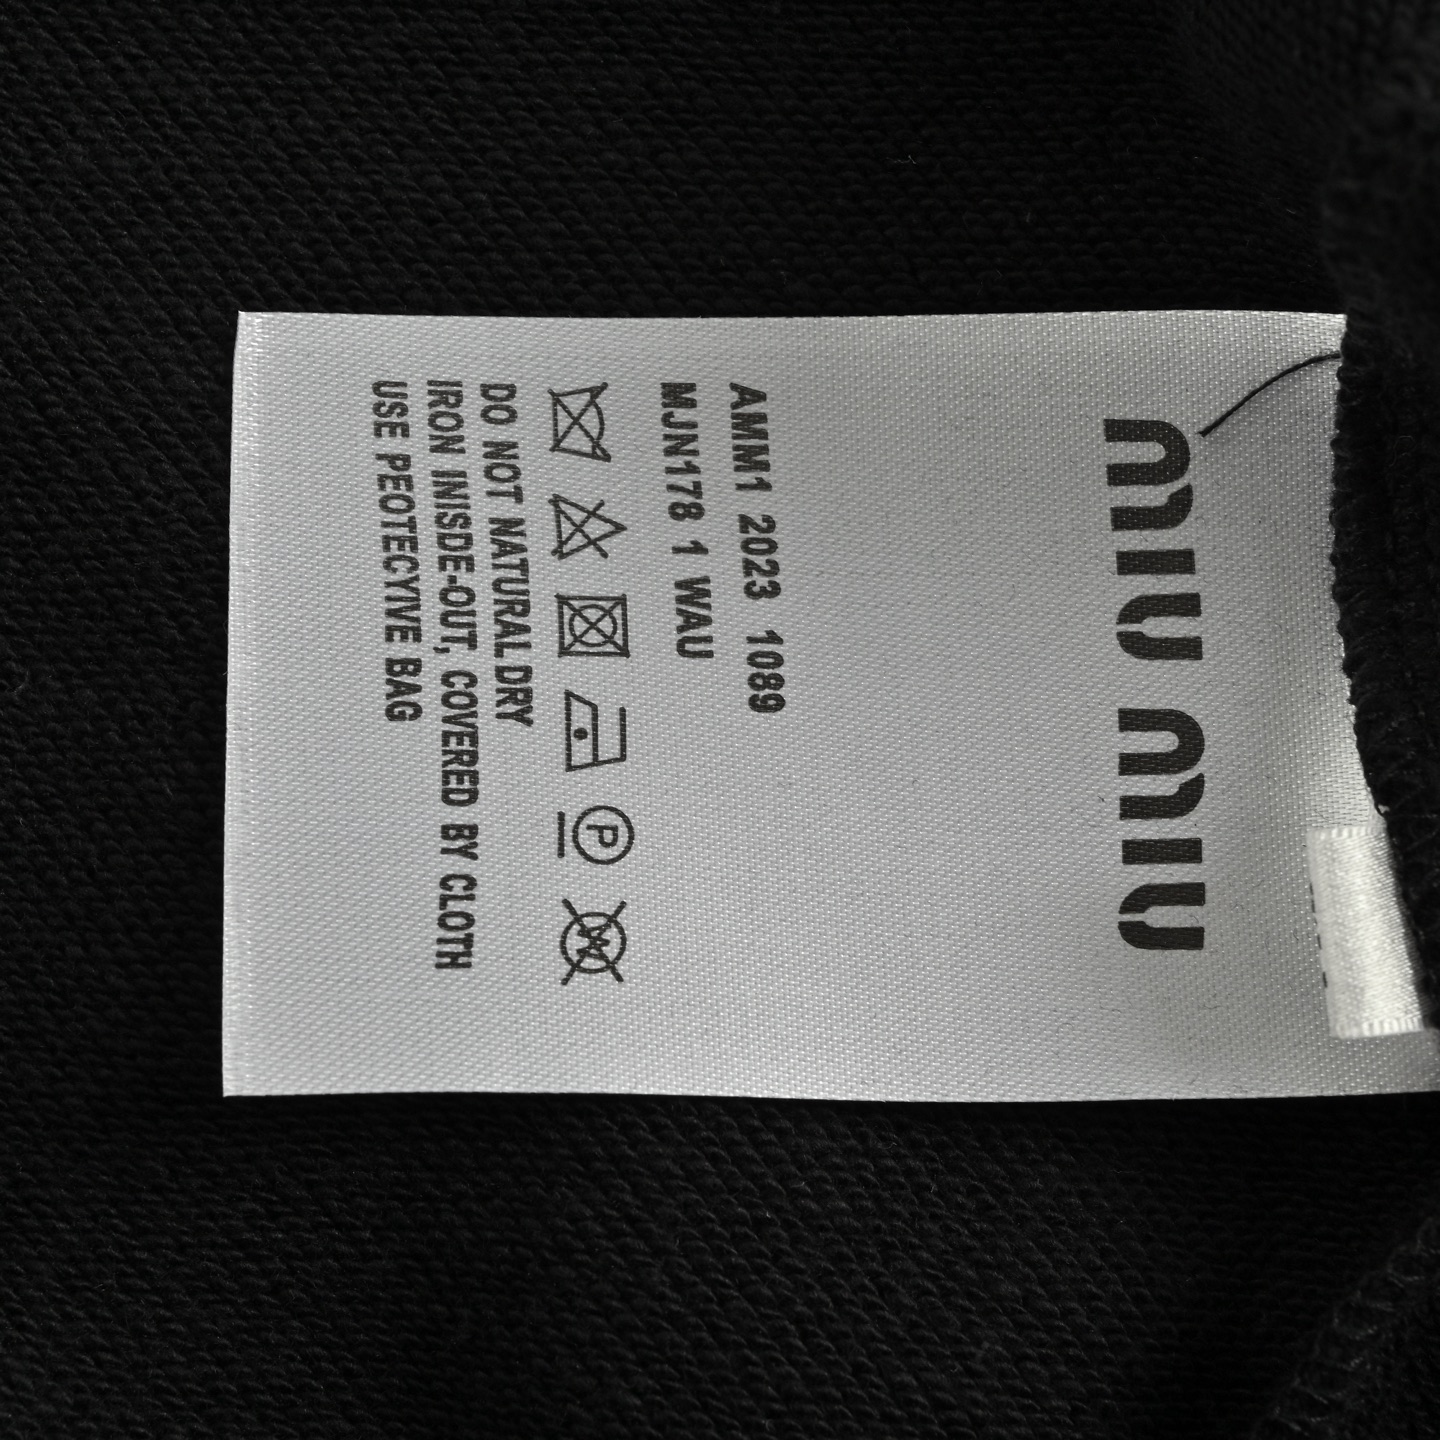 miu miu
AMM1 2023 1089
MJN178 1 WAU
P
W
DO NOT NATURAL DRY
IRON INISDE-OUT, COVERED BY CLOTH
USE PEOTECYIVE BAG